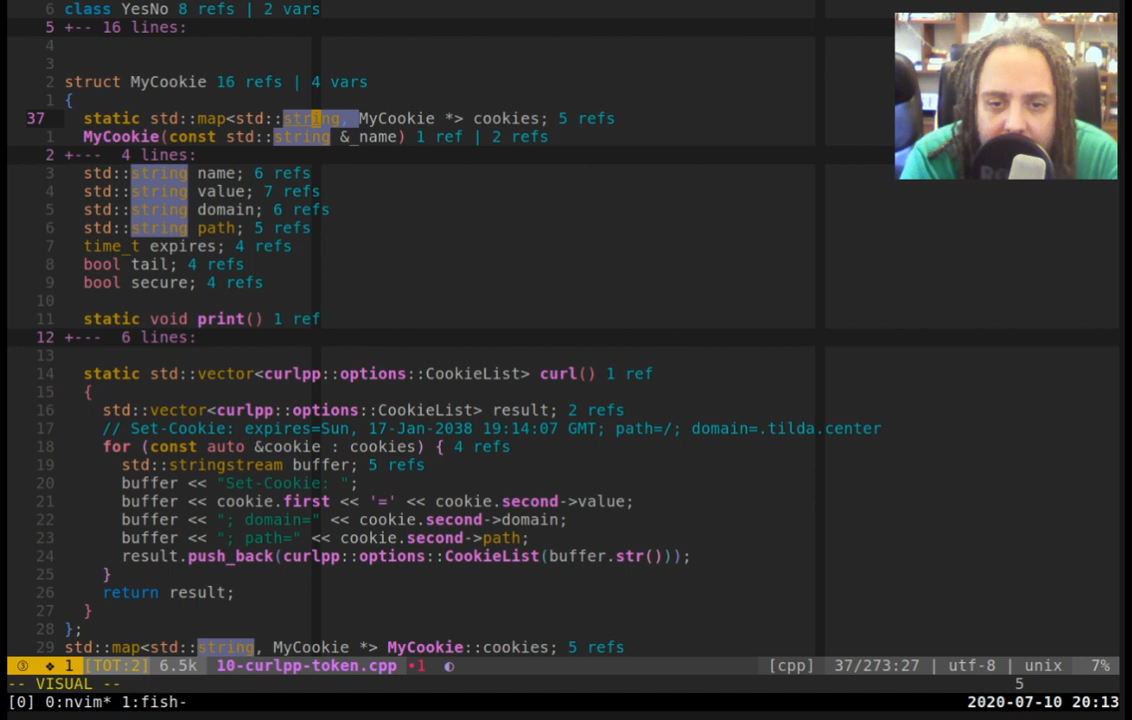 6 class YesNo 8 refs | 2 vars
5 +-- 16 lines:
4
3
2 struct MyCookie 16 refs | 4 vars
1 {
37 static std::map<std::string, MyCookie *> cookies; 5 refs
1 MyCookie(const std::string &_name) 1 ref | 2 refs
2 +--- 4 lines:
3 std::string name; 6 refs
4 std::string value; 7 refs
5 std::string domain; 6 refs
6 std::string path; 5 refs
7 time_t expires; 4 refs
8 bool tail; 4 refs
9 bool secure; 4 refs
10
11 static void print() 1 ref
12 +--- 6 lines:
13
14 static std::vector<curlpp::options::CookieList> curl() 1 ref
15 {
16 std::vector<curlpp::options::CookieList> result; 2 refs
17 // Set-Cookie: expires=Sun, 17-Jan-2038 19:14:07 GMT; path=/; domain=.tilda.center
18 for (const auto &cookie : cookies) { 4 refs
19 std::stringstream buffer; 5 refs
20 buffer << "Set-Cookie: ";
21 buffer << cookie.first << '=' << cookie.second->value;
22 buffer << "; domain=" << cookie.second->domain;
23 buffer << "; path=" << cookie.second->path;
24 result.push_back(curlpp::options::CookieList(buffer.str()));
25 }
26 return result;
27 }
28 };
29 std::map<std::string, MyCookie *> MyCookie::cookies; 5 refs
③ ❖ 1 [TOT:2] 6.5k 10-curlpp-token.cpp •1 ◐ [cpp] 37/273:27 | utf-8 | unix 7%
-- VISUAL -- 5
[0] 0:nvim* 1:fish- 2020-07-10 20:13